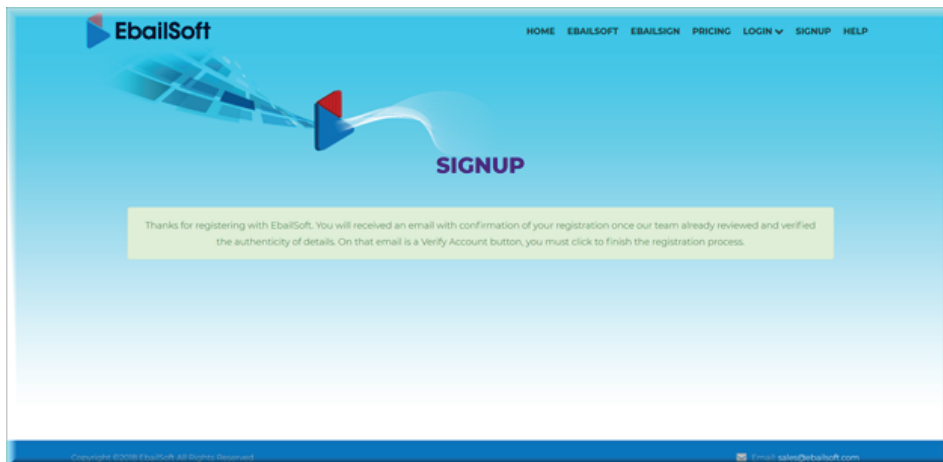 EbailSoft
HOME EBAILSOFT EBAILSIGN PRICING LOGIN SIGNUP HELP
SIGNUP
Thanks for registering with EbailSoft. You will received an email with confirmation of your registration once our team already reviewed and verified
the authenticity of details. On that email is a Verify Account button, you must click to finish the registration process.
Copyright ©2018 EbailSoft All Rights Reserved
Email: sales@ebailsoft.com